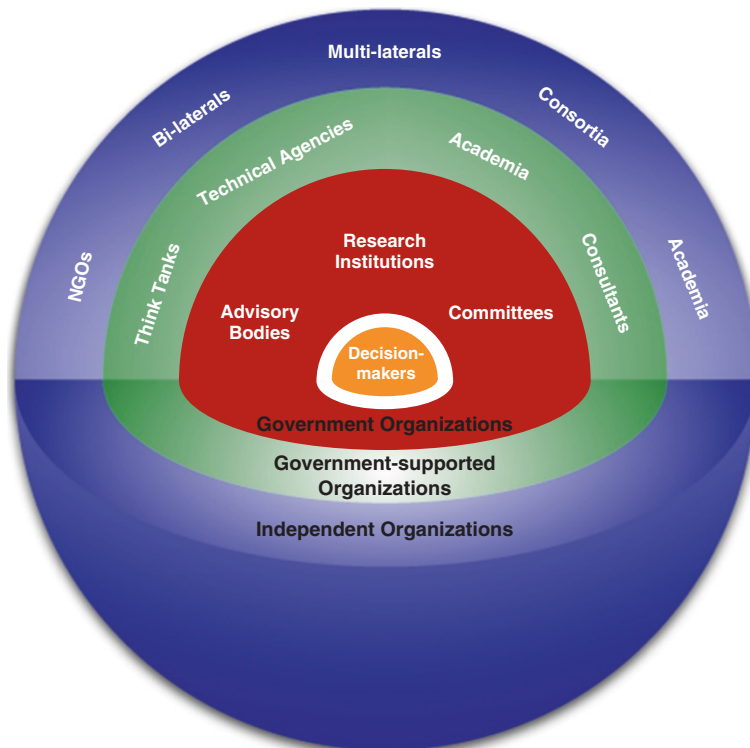 Multi-laterals
Bi-laterals
Consortia
NGOs
Academia
Technical Agencies
Academia
Think Tanks
Consultants
Research
Institutions
Advisory
Bodies
Committees
Decision-
makers
Government Organizations
Government-supported
Organizations
Independent Organizations